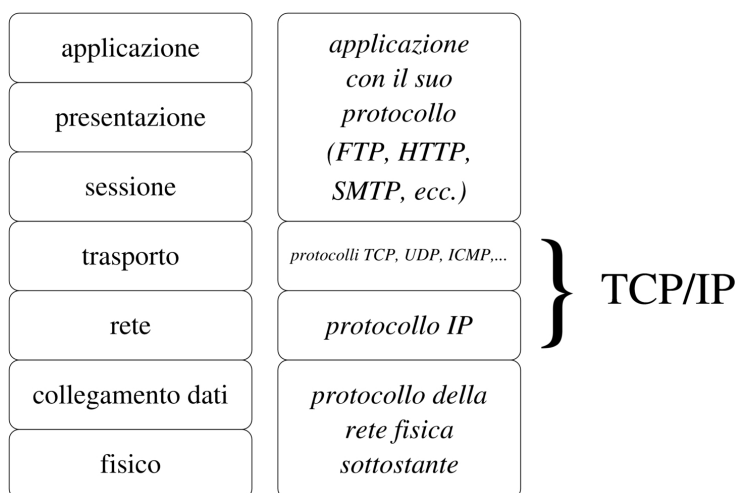 applicazione
presentazione
sessione
trasporto
rete
collegamento dati
fisico
applicazione
con il suo
protocollo
(FTP, HTTP,
SMTP, ecc.)
protocolli TCP, UDP, ICMP,...
protocollo IP
protocollo della
rete fisica
sottostante
} TCP/IP